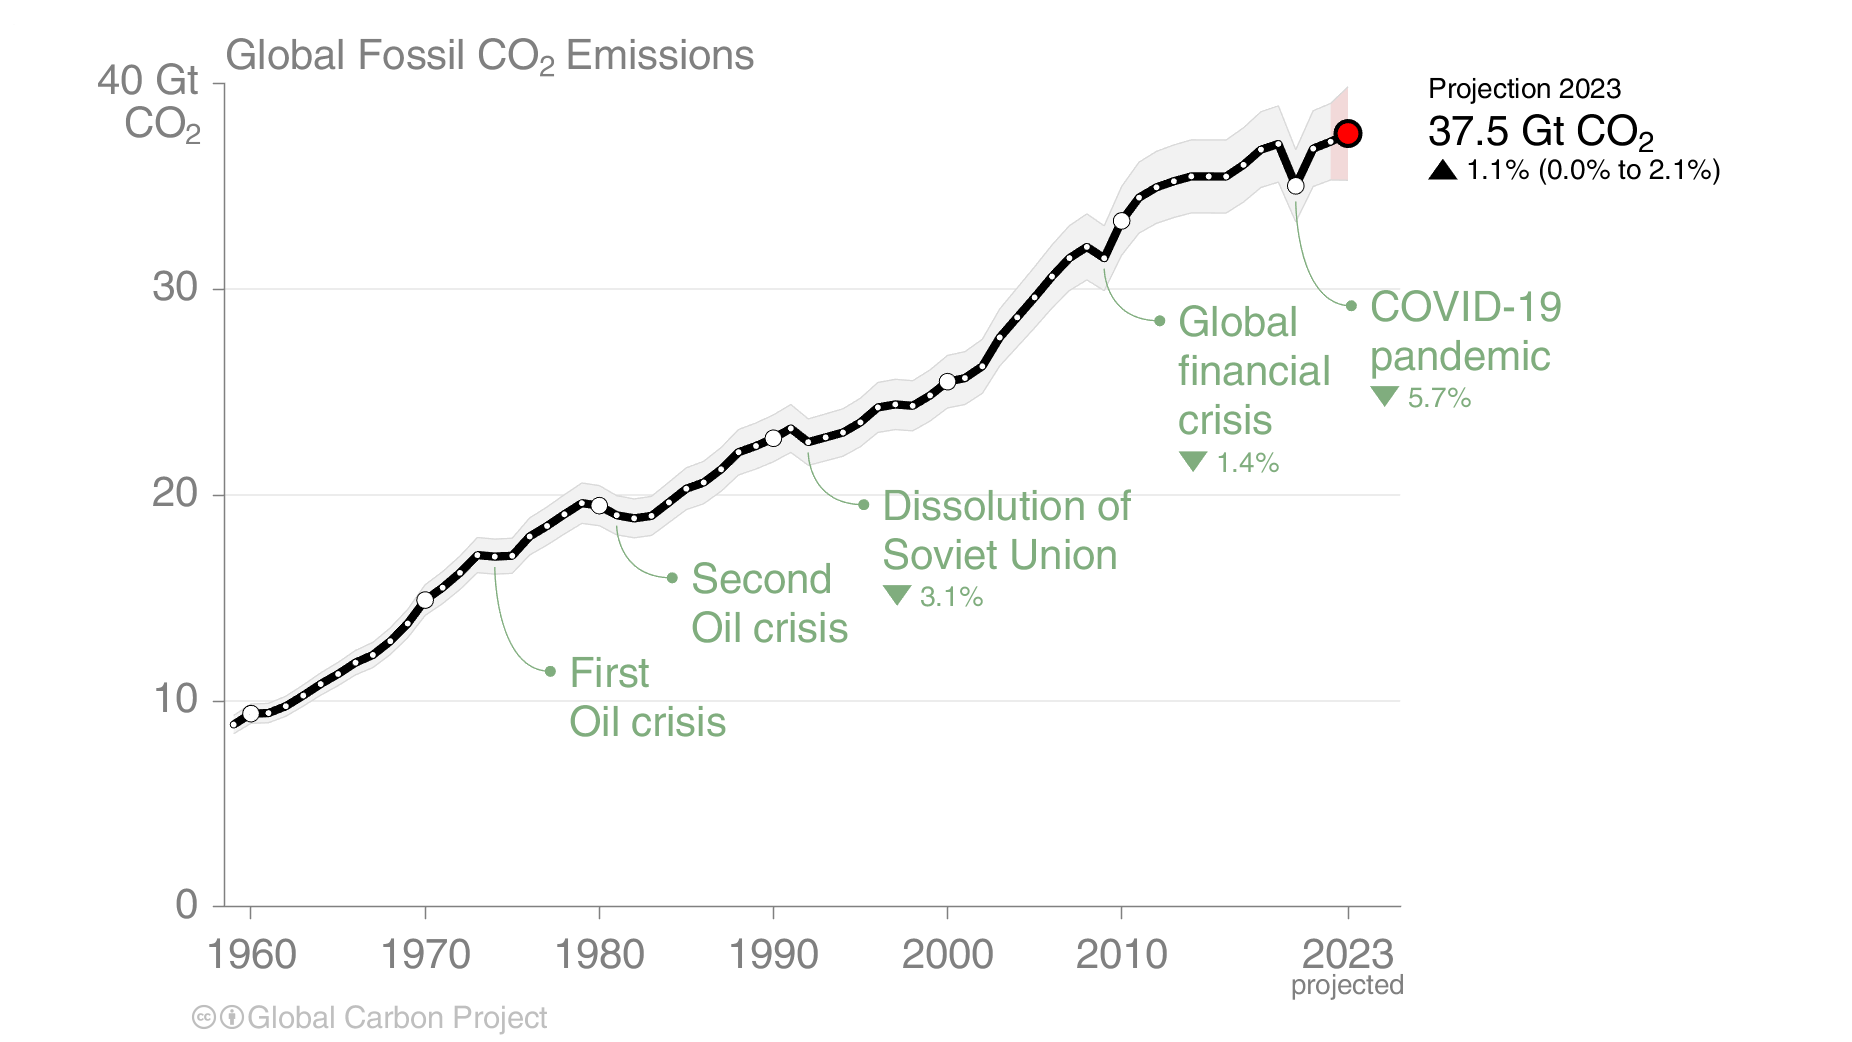 Global Fossil CO₂ Emissions
40 Gt
CO₂
30
20
10
0
1960
1970
1980
1990
2000
2010
2023
projected
Projection 2023
37.5 Gt CO₂
▲ 1.1% (0.0% to 2.1%)
COVID-19
pandemic
▼ 5.7%
Global
financial
crisis
▼ 1.4%
Dissolution of
Soviet Union
▼ 3.1%
Second
Oil crisis
First
Oil crisis
cc Global Carbon Project